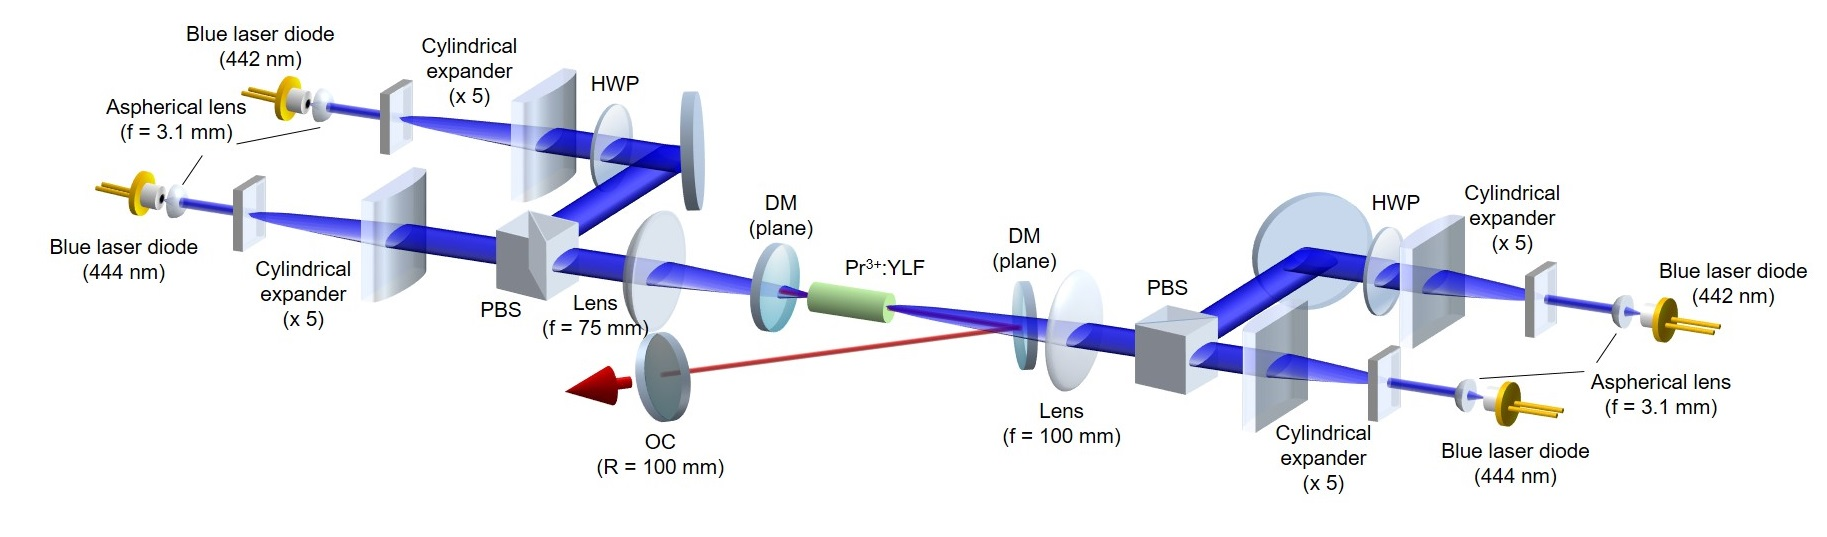 Blue laser diode
(442 nm)
Cylindrical
expander
(x 5)
HWP
Aspherical lens
(f = 3.1 mm)
Blue laser diode
(444 nm)
Cylindrical
expander
(x 5)
PBS
Lens
(f = 75 mm)
DM
(plane)
Pr³⁺:YLF
OC
(R = 100 mm)
DM
(plane)
Lens
(f = 100 mm)
PBS
HWP
Cylindrical
expander
(x 5)
Blue laser diode
(442 nm)
Aspherical lens
(f = 3.1 mm)
Cylindrical
expander
(x 5)
Blue laser diode
(444 nm)